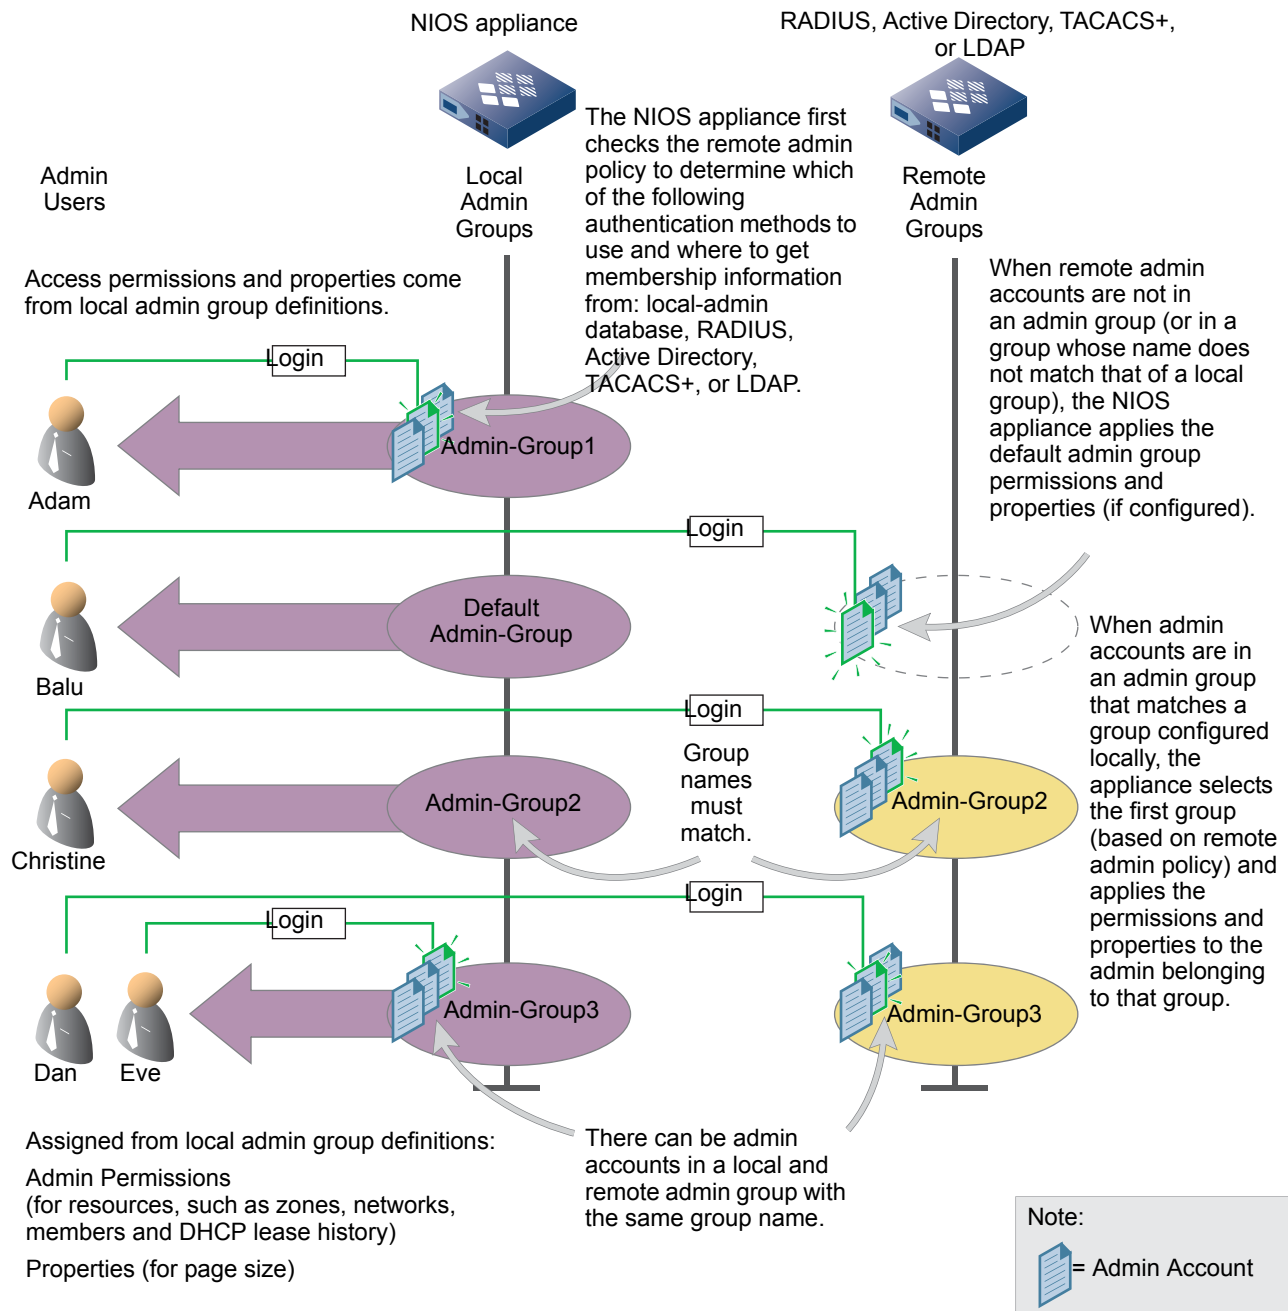 NIOS appliance
RADIUS, Active Directory, TACACS+,
or LDAP
Admin
Users
Local
Admin
Groups
The NIOS appliance first
checks the remote admin
policy to determine which
of the following
authentication methods to
use and where to get
membership information
from: local-admin
database, RADIUS,
Active Directory,
TACACS+, or LDAP.
Remote
Admin
Groups
Access permissions and properties come
from local admin group definitions.
When remote admin
accounts are not in
an admin group (or in a
group whose name does
not match that of a local
group), the NIOS
appliance applies the
default admin group
permissions and
properties (if configured).
Login
Adam
Admin-Group1
Login
Balu
Default
Admin-Group
When admin
accounts are in
an admin group
that matches a
group configured
locally, the
appliance selects
the first group
(based on remote
admin policy) and
applies the
permissions and
properties to the
admin belonging
to that group.
Login
Christine
Admin-Group2
Group
names
must
match.
Admin-Group2
Login
Login
Dan
Eve
Admin-Group3
Admin-Group3
Assigned from local admin group definitions:
Admin Permissions
(for resources, such as zones, networks,
members and DHCP lease history)
Properties (for page size)
There can be admin
accounts in a local and
remote admin group with
the same group name.
Note:
= Admin Account